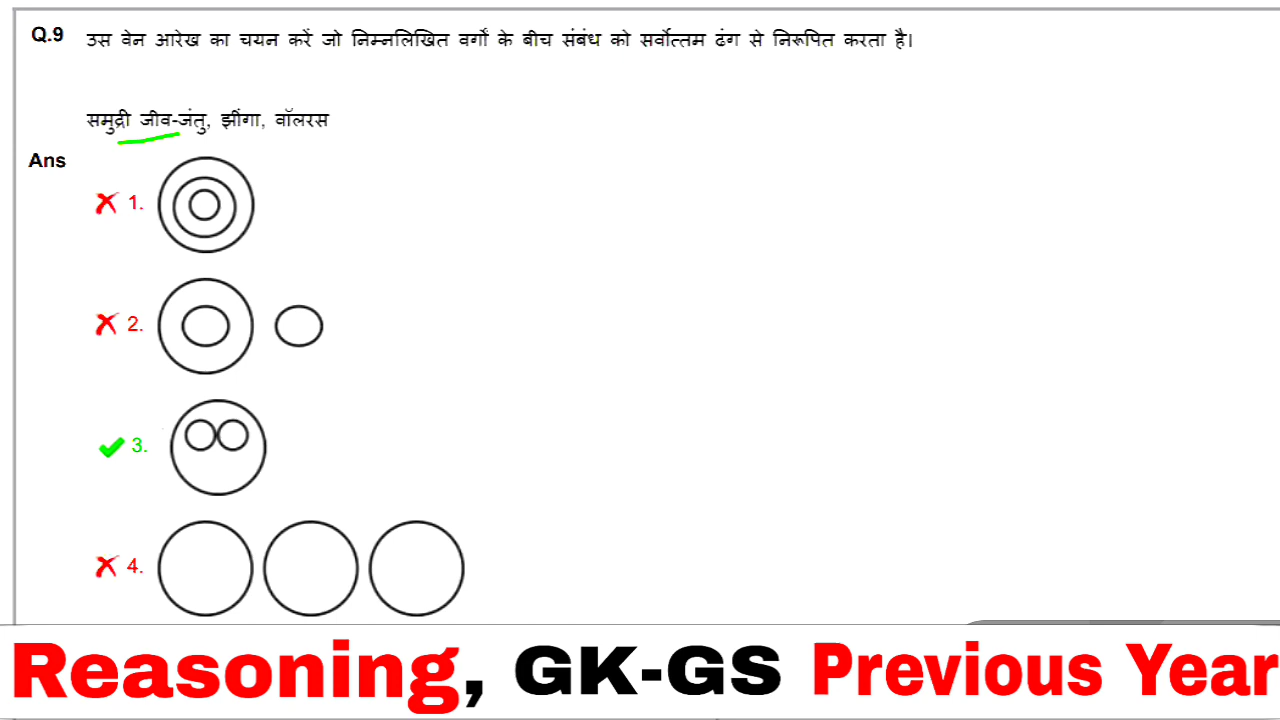 Q.9 उस वेन आरेख का चयन करें जो निम्नलिखित वर्गों के बीच संबंध को सर्वोत्तम ढंग से निरूपित करता है।
समुद्री जीव-जंतु, झींगा, वॉलरस
Ans
1.
2.
3.
4.
Reasoning, GK-GS Previous Year